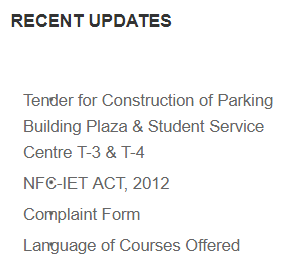 RECENT UPDATES
Tender for Construction of Parking
Building Plaza & Student Service
Centre T-3 & T-4
NFC-IET ACT, 2012
Complaint Form
Language of Courses Offered